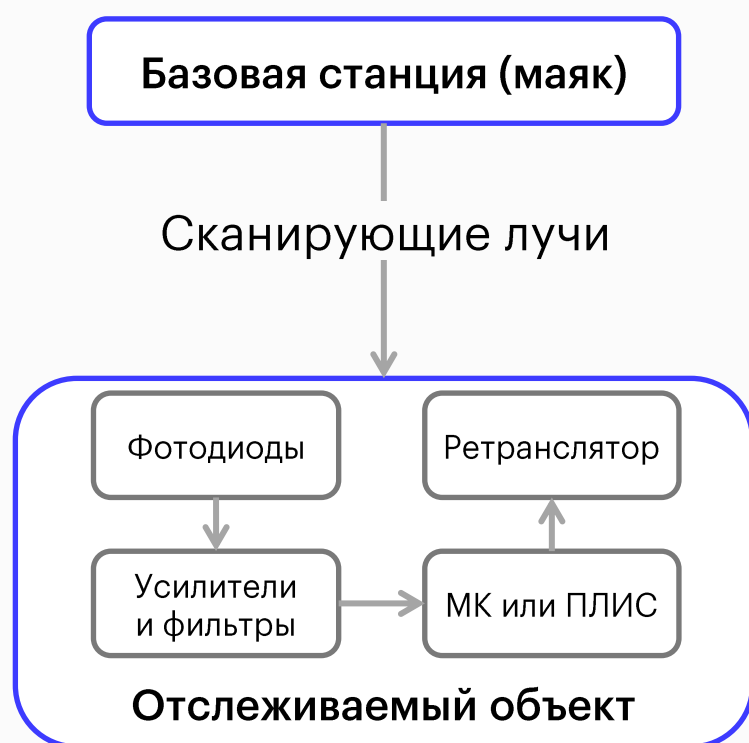 Базовая станция (маяк)
Сканирующие лучи
Фотодиоды
Ретранслятор
Усилители
и фильтры
МК или ПЛИС
Отслеживаемый объект